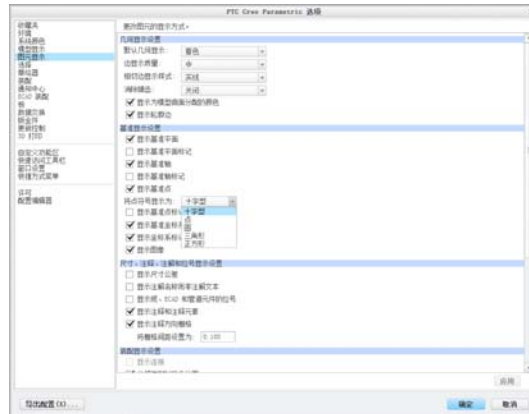 PTC Creo Parametric 选项
收藏夹
环境
系统颜色
模型显示
图元显示
选择
草绘器
装配
通知中心
ECAD 装配
板
数据交换
钣金件
更新控制
3D 打印
自定义功能区
快速访问工具栏
窗口设置
快捷方式菜单
许可
配置编辑器
导出配置(X)...
更改图元的显示方式。
几何显示设置
默认几何显示: 着色
边显示质量: 中
相切边显示样式: 实线
消除锯齿: 关闭
显示为模型曲面分配的颜色
显示轮廓边
基准显示设置
显示基准平面
显示基准平面标记
显示基准轴
显示基准轴标记
显示基准点
将点符号显示为: 十字型
十字型
点
圆
三角形
正方形
显示基准点标
显示基准坐标
显示坐标系标
显示图像
尺寸、注释、注解和位号显示设置
显示尺寸公差
显示注解名称而非注解文本
显示缆、ECAD 和管道元件的位号
显示注释和注释元素
显示注释方向栅格
将栅格间距设置为: 0.100
装配显示设置
显示连接
应用
确定
取消